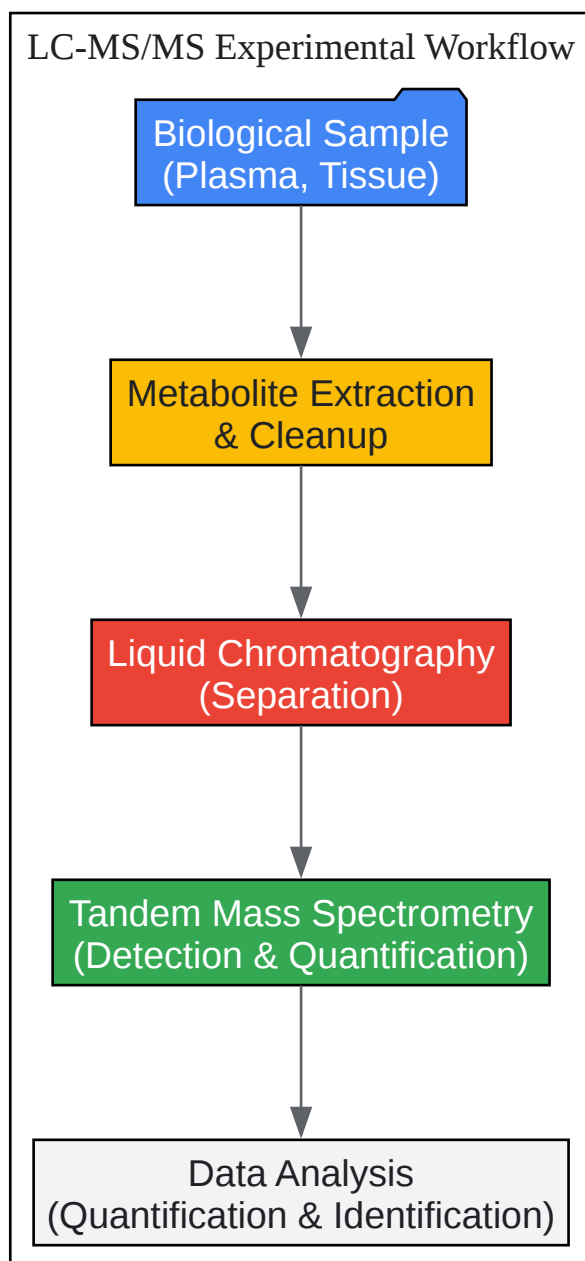 LC-MS/MS Experimental Workflow
Biological Sample
(Plasma, Tissue)
Metabolite Extraction
& Cleanup
Liquid Chromatography
(Separation)
Tandem Mass Spectrometry
(Detection & Quantification)
Data Analysis
(Quantification & Identification)